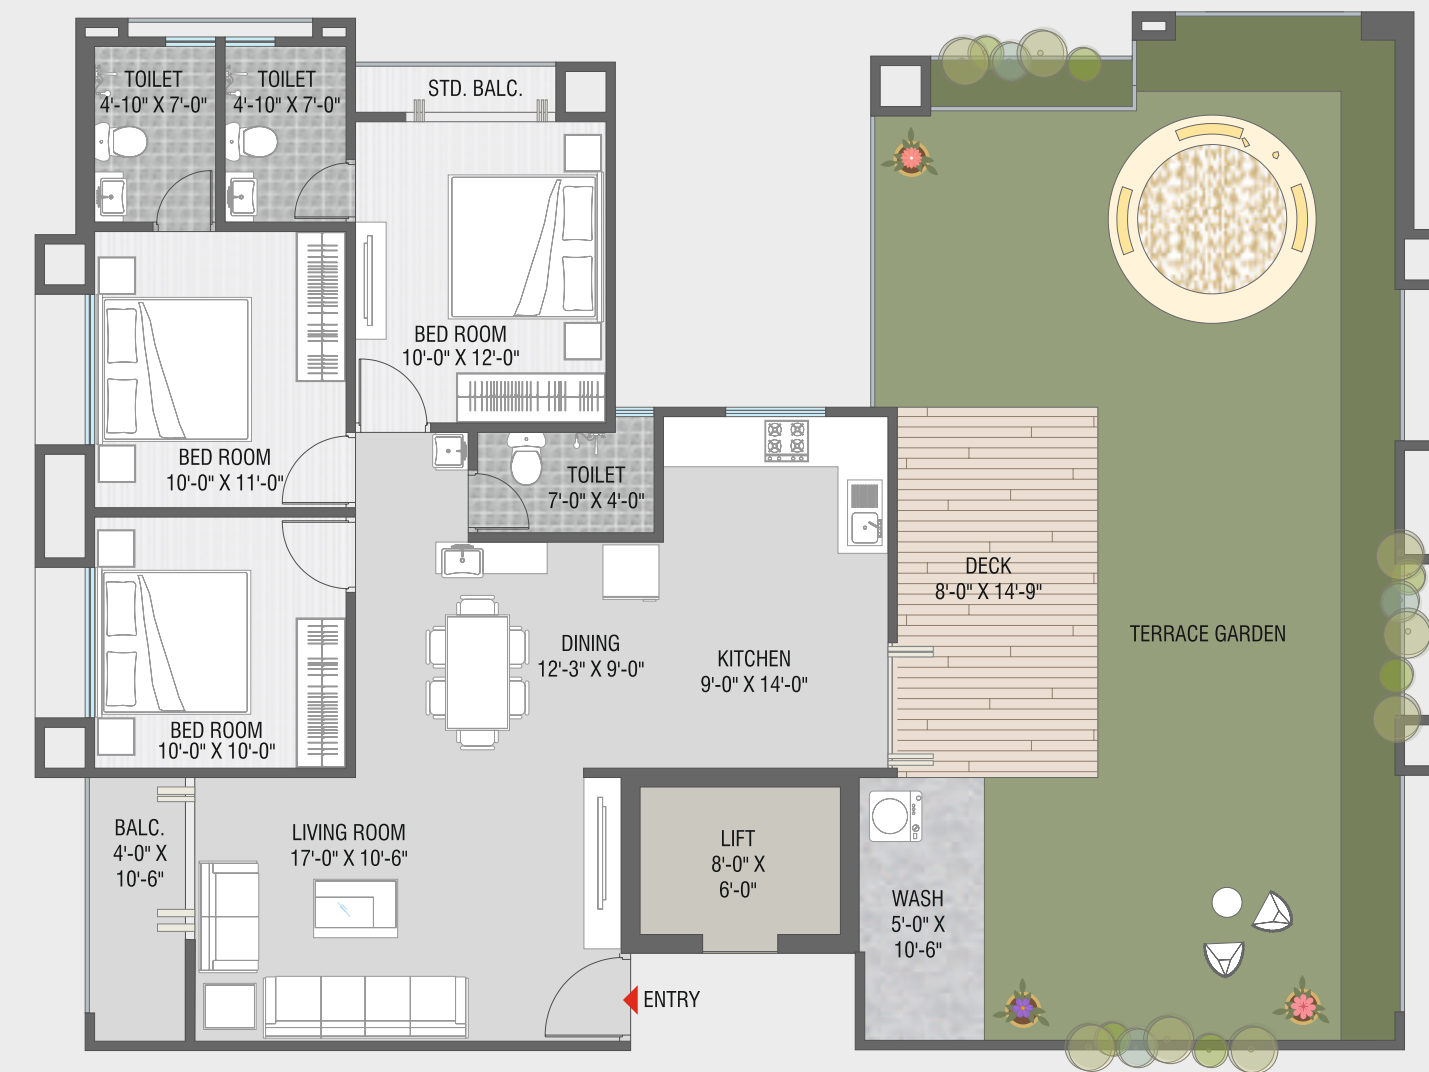 TOILET
4'-10" X 7'-0"
TOILET
4'-10" X 7'-0"
STD. BALC.
BED ROOM
10'-0" X 12'-0"
BED ROOM
10'-0" X 11'-0"
TOILET
7'-0" X 4'-0"
DECK
8'-0" X 14'-9"
TERRACE GARDEN
DINING
12'-3" X 9'-0"
KITCHEN
9'-0" X 14'-0"
BED ROOM
10'-0" X 10'-0"
BALC.
4'-0" X
10'-6"
LIVING ROOM
17'-0" X 10'-6"
LIFT
8'-0" X
6'-0"
WASH
5'-0" X
10'-6"
ENTRY